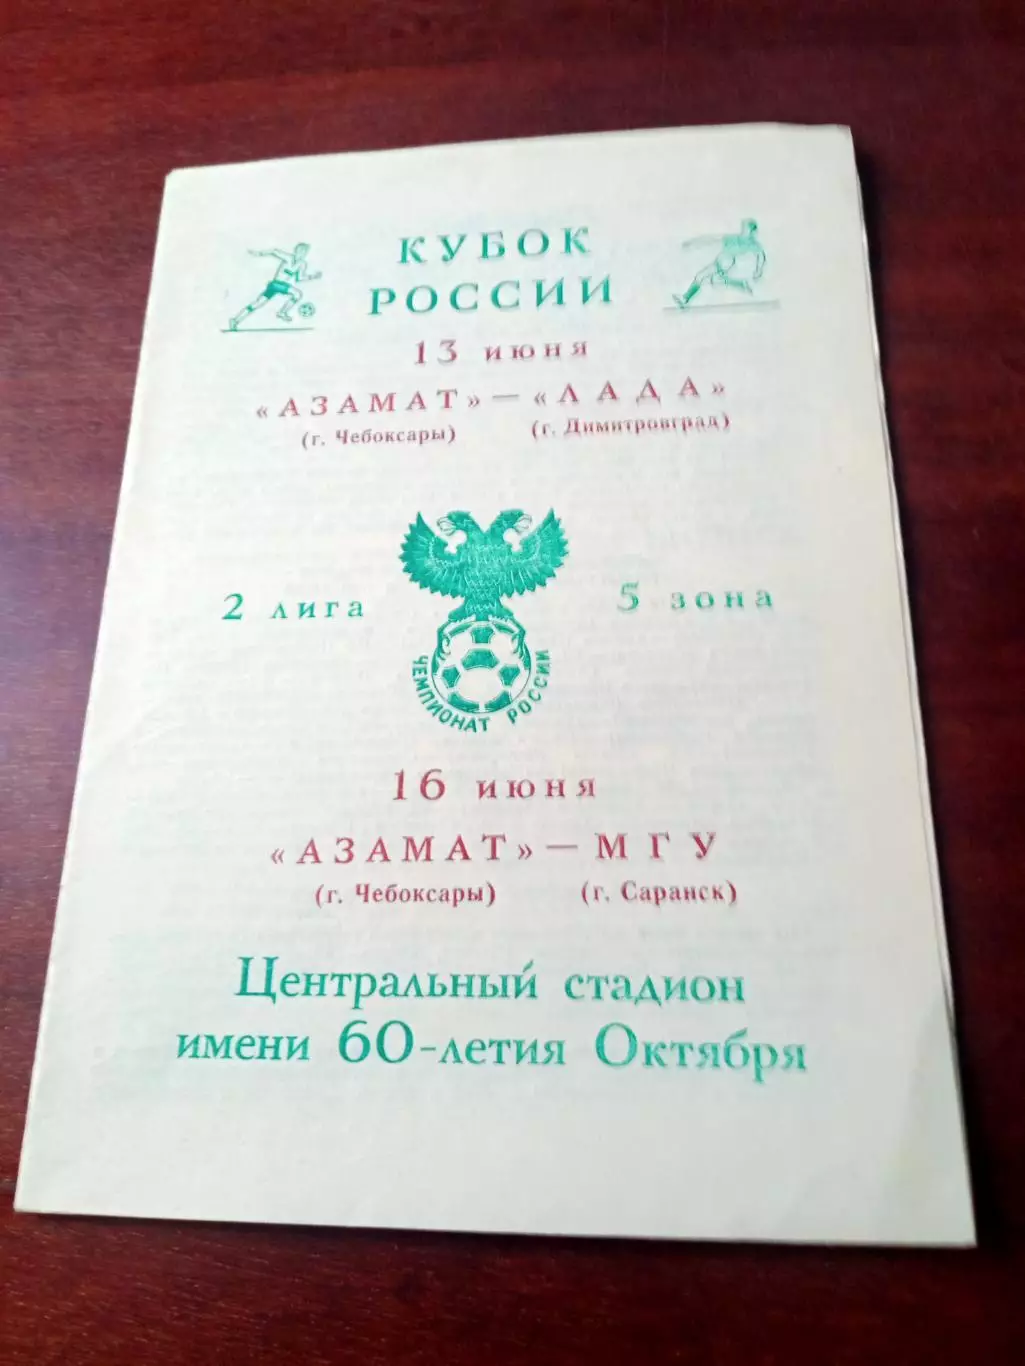 КУБОК
РОССИИ
13 июня
«АЗАМАТ» — «ЛАДА»
(г. Чебоксары) (г. Димитровград)
2 лига 5 зона
ЧЕМПИОНАТ РОССИИ
16 июня
«АЗАМАТ» — МГУ
(г. Чебоксары) (г. Саранск)
Центральный стадион
имени 60-летия Октября